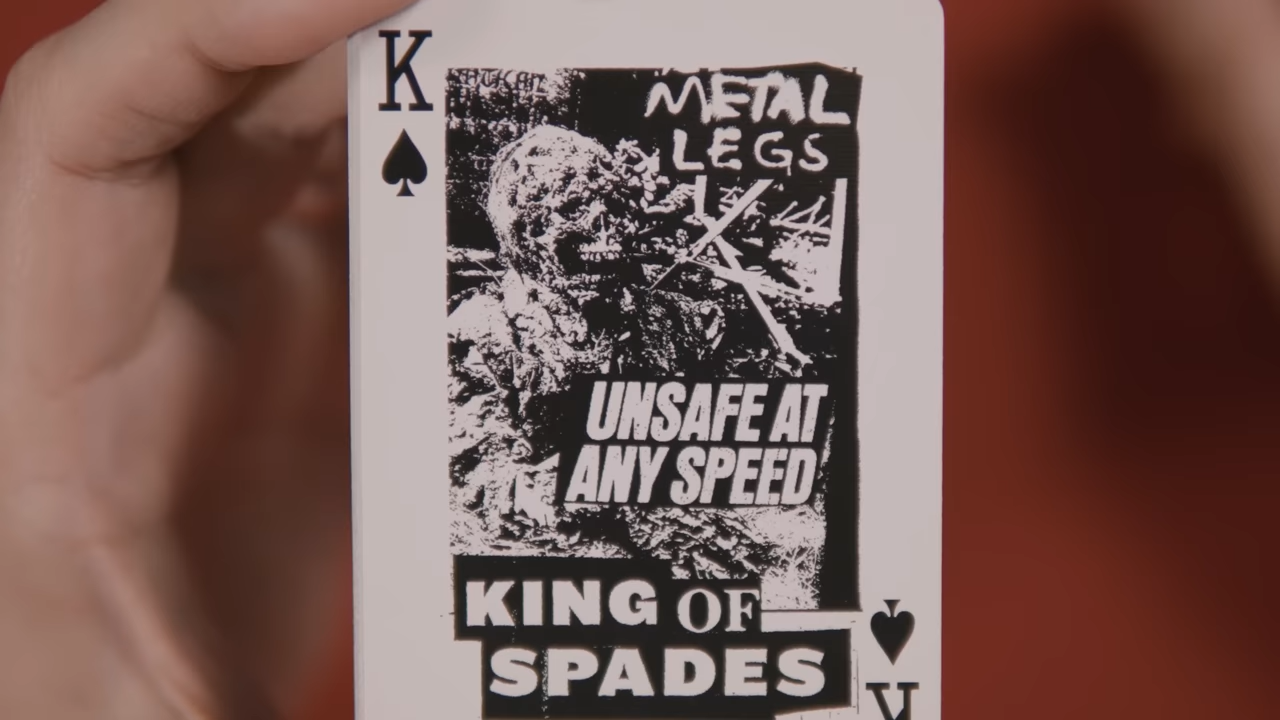 K
METAL
LEGS
UNSAFE AT
ANY SPEED
KING OF
SPADES
K